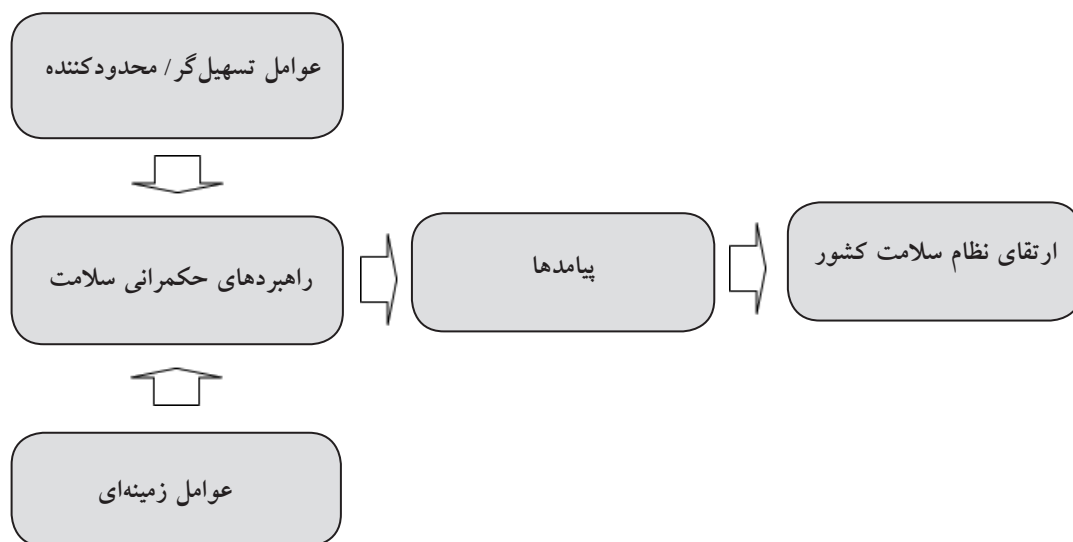 عوامل تسهیل‌گر/ محدودکننده
راهبردهای حکمرانی سلامت
پیامدها
ارتقای نظام سلامت کشور
عوامل زمینه‌ای